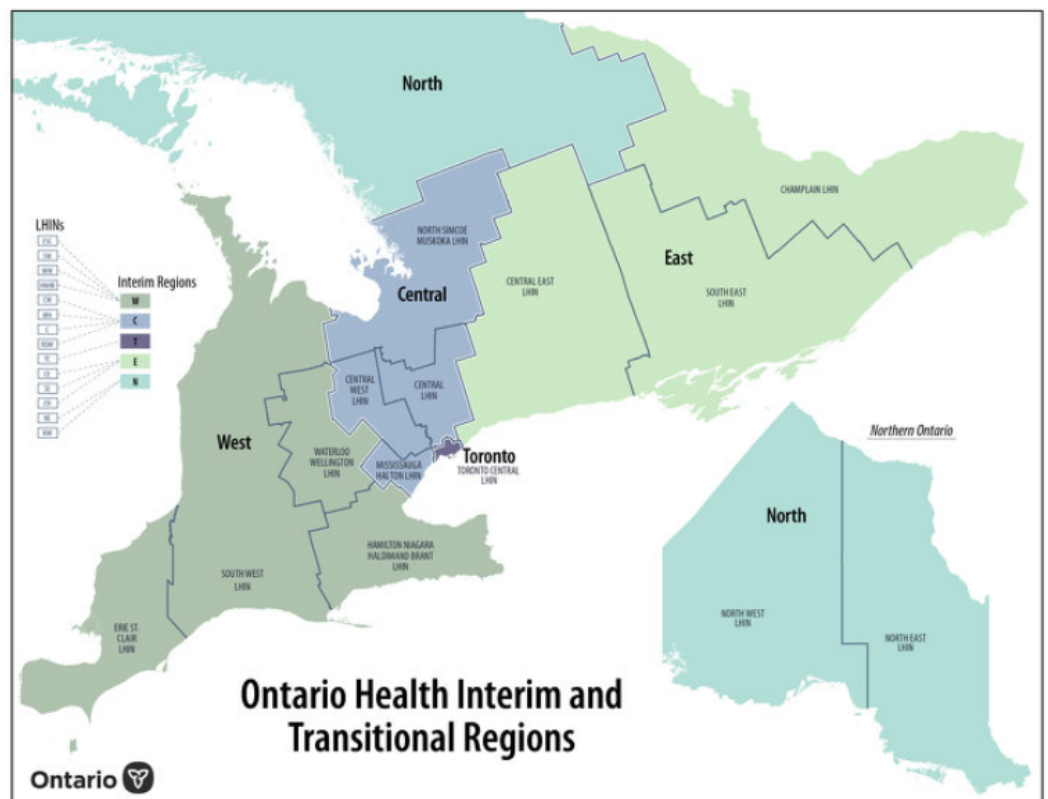 North
CHAMPLAIN LHIN
NORTH SIMCOE
MUSKOKA LHIN
LHINs
East
CENTRAL EAST
LHIN
Interim Regions
Central
SOUTH EAST
LHIN
W
C
T
E
N
CENTRAL
WEST
LHIN
CENTRAL
LHIN
West
Northern Ontario
WATERLOO
WELLINGTON
LHIN
MISSISSAUGA
HALTON LHIN
Toronto
TORONTO CENTRAL
LHIN
North
HAMILTON NIAGARA
HALDIMAND BRANT
LHIN
SOUTH WEST
LHIN
NORTH WEST
LHIN
ERIE ST.
CLAIR
LHIN
NORTH EAST
LHIN
Ontario Health Interim and
Transitional Regions
Ontario